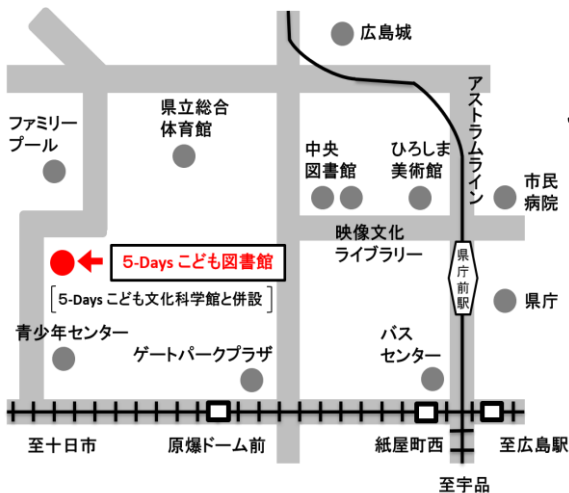 広島城
県立総合
体育館
ファミリー
プール
中央
図書館
ひろしま
美術館
アストラムライン
市民
病院
映像文化
ライブラリー
5-Days こども図書館
[5-Days こども文化科学館と併設]
県庁前駅
県庁
青少年センター
ゲートパークプラザ
バス
センター
至十日市
原爆ドーム前
紙屋町西
至広島駅
至宇品